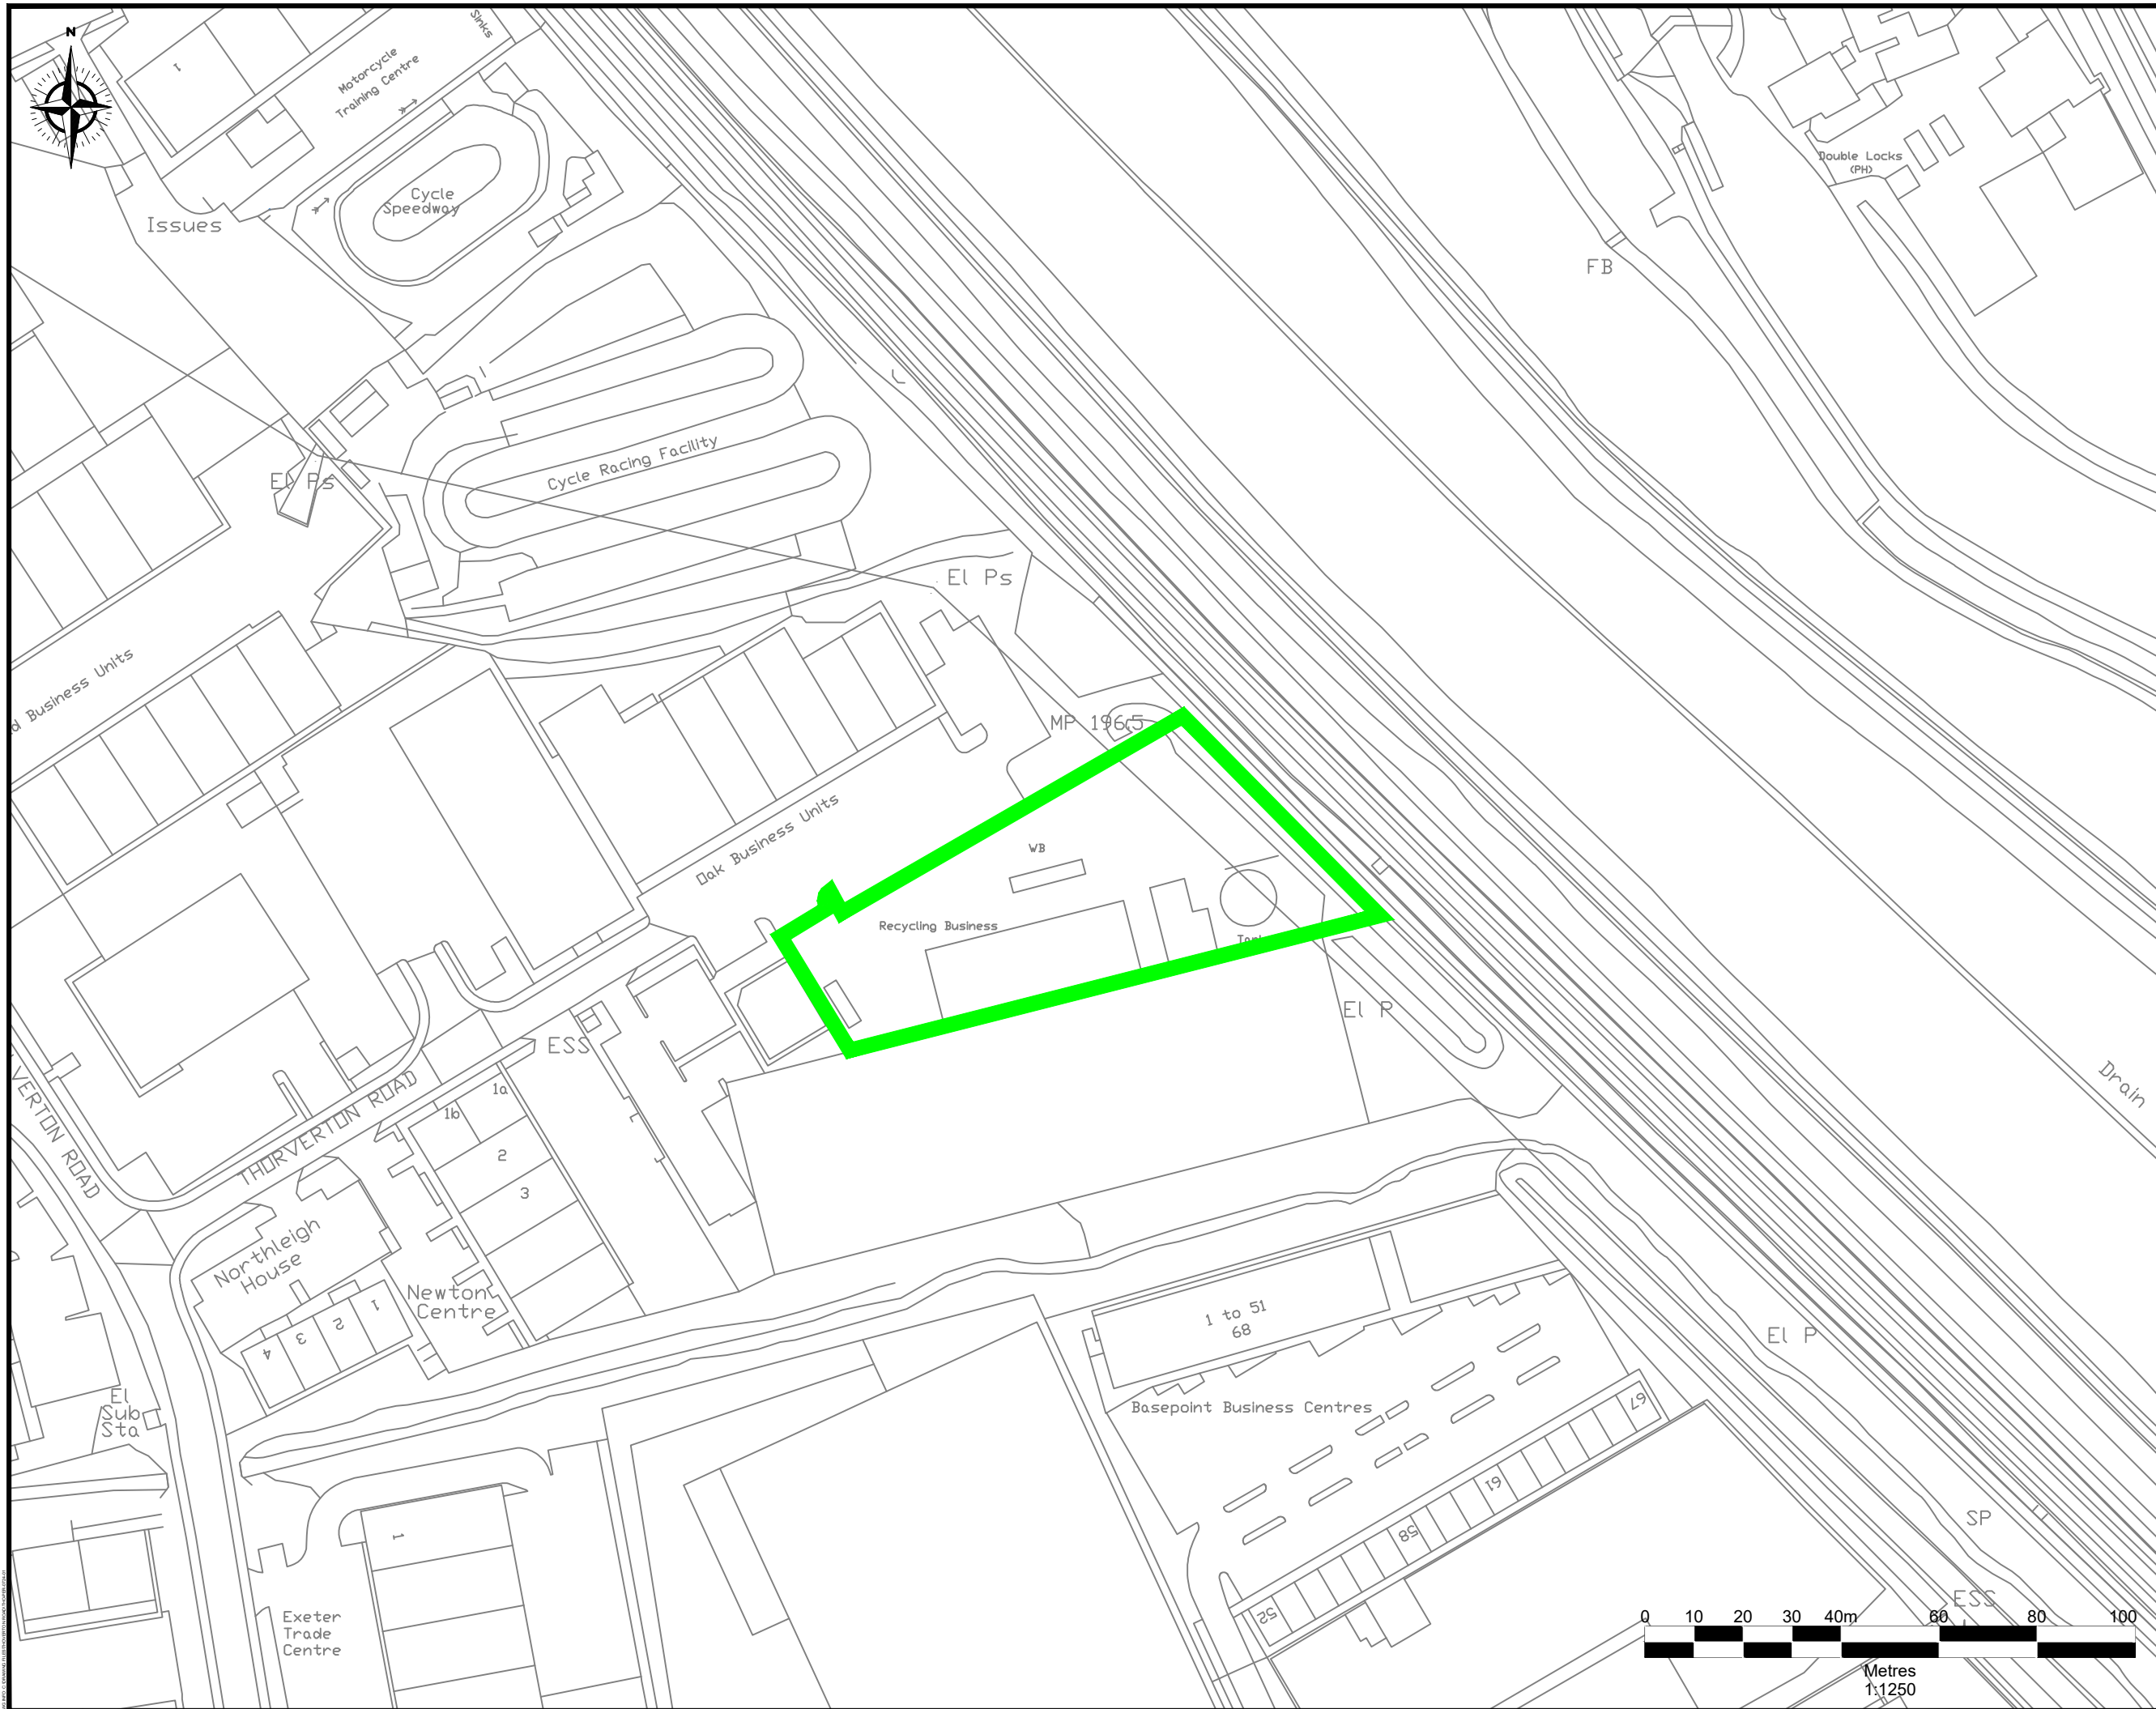 N
Sinks
1
Motorcycle
Training Centre
Cycle
Speedway
Issues
Double Locks
(PH)
FB
Cycle Racing Facility
El Ps
El Ps
d Business Units
MP 196.5
Oak Business Units
WB
Recycling Business
El P
ESS
Drain
ERTON ROAD
THORVERTON ROAD
1a
1b
2
3
Northleigh
House
Newton
Centre
1
2
3
4
1 to 51
68
El P
El
Sub
Sta
Basepoint Business Centres
67
61
58
52
SP
ESS
1
Exeter
Trade
Centre
0 10 20 30 40m 60 80 100
Metres
1:1250